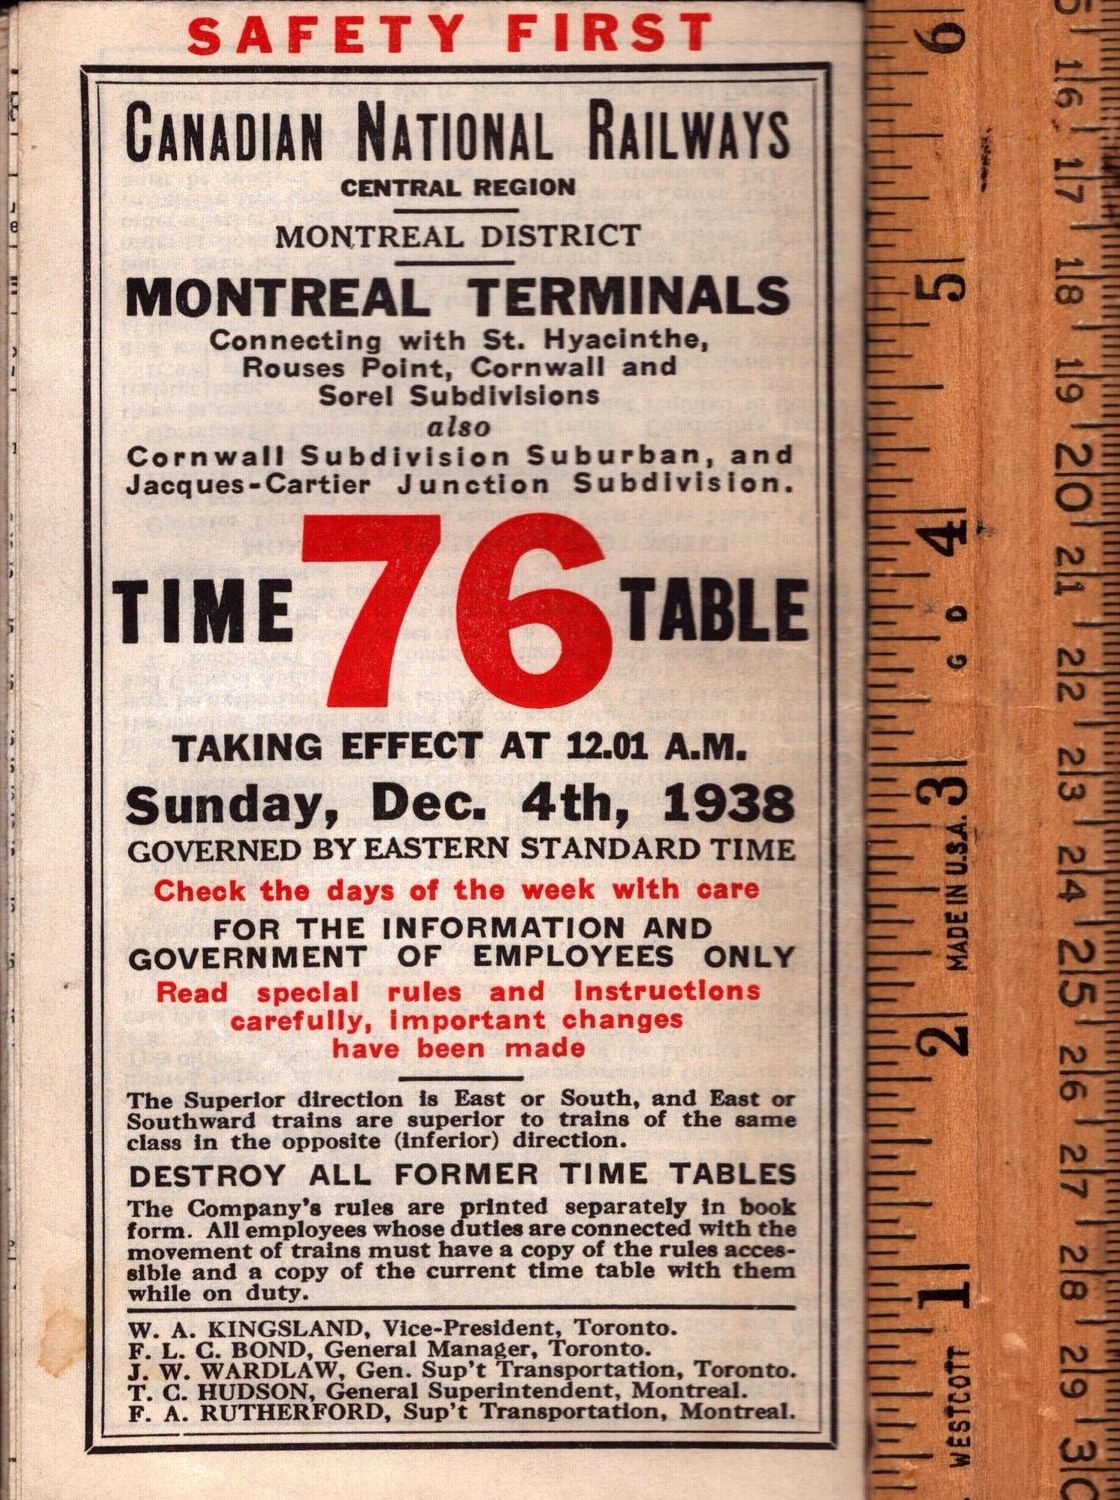 SAFETY FIRST
CANADIAN NATIONAL RAILWAYS
CENTRAL REGION
MONTREAL DISTRICT
MONTREAL TERMINALS
Connecting with St. Hyacinthe,
Rouses Point, Cornwall and
Sorel Subdivisions
also
Cornwall Subdivision Suburban, and
Jacques-Cartier Junction Subdivision.
TIME 76 TABLE
TAKING EFFECT AT 12.01 A.M.
Sunday, Dec. 4th, 1938
GOVERNED BY EASTERN STANDARD TIME
Check the days of the week with care
FOR THE INFORMATION AND
GOVERNMENT OF EMPLOYEES ONLY
Read special rules and Instructions
carefully, important changes
have been made
The Superior direction is East or South, and East or
Southward trains are superior to trains of the same
class in the opposite (inferior) direction.
DESTROY ALL FORMER TIME TABLES
The Company's rules are printed separately in book
form. All employees whose duties are connected with the
movement of trains must have a copy of the rules acces-
sible and a copy of the current time table with them
while on duty.
W. A. KINGSLAND, Vice-President, Toronto.
F. L. C. BOND, General Manager, Toronto.
J. W. WARDLAW, Gen. Sup't Transportation, Toronto.
T. C. HUDSON, General Superintendent, Montreal.
F. A. RUTHERFORD, Sup't Transportation, Montreal.
WESTCOTT 1 2 MADE IN U.S.A. 3 4 5 6
16 17 18 19 20 21 22 23 24 25 26 27 28 29 30